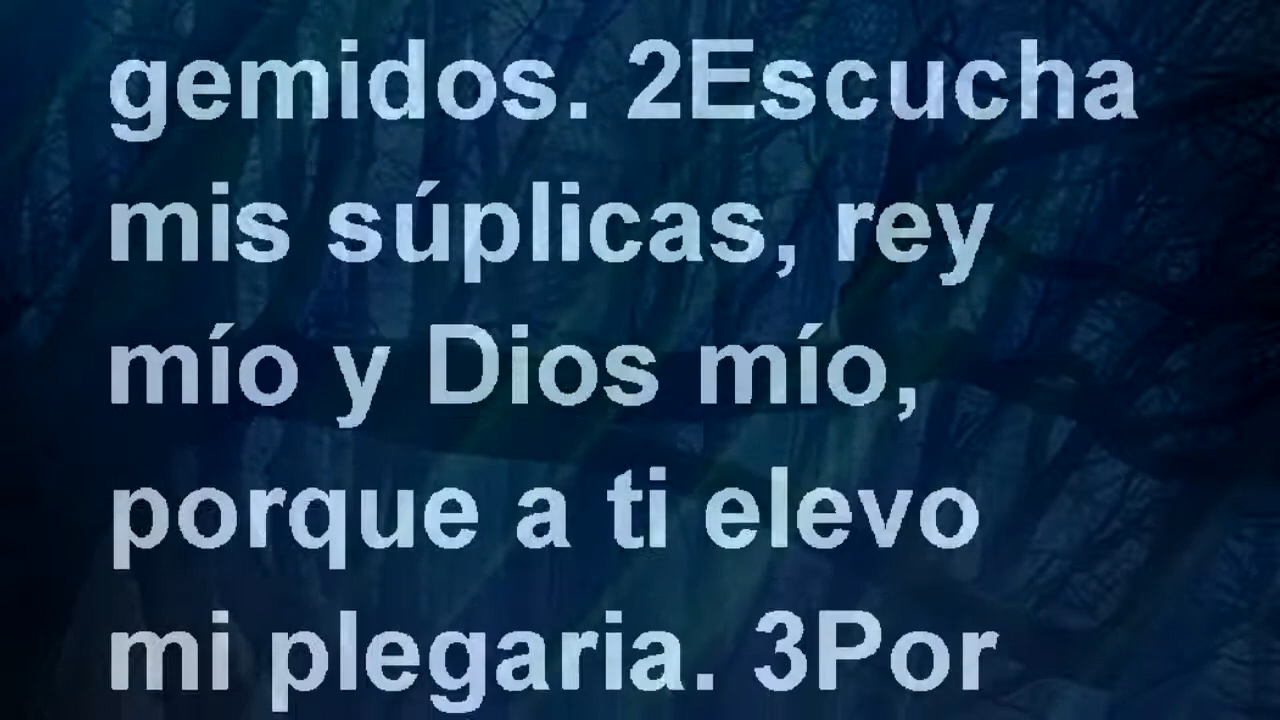 gemidos. 2Escucha
mis súplicas, rey
mío y Dios mío,
porque a ti elevo
mi plegaria. 3Por